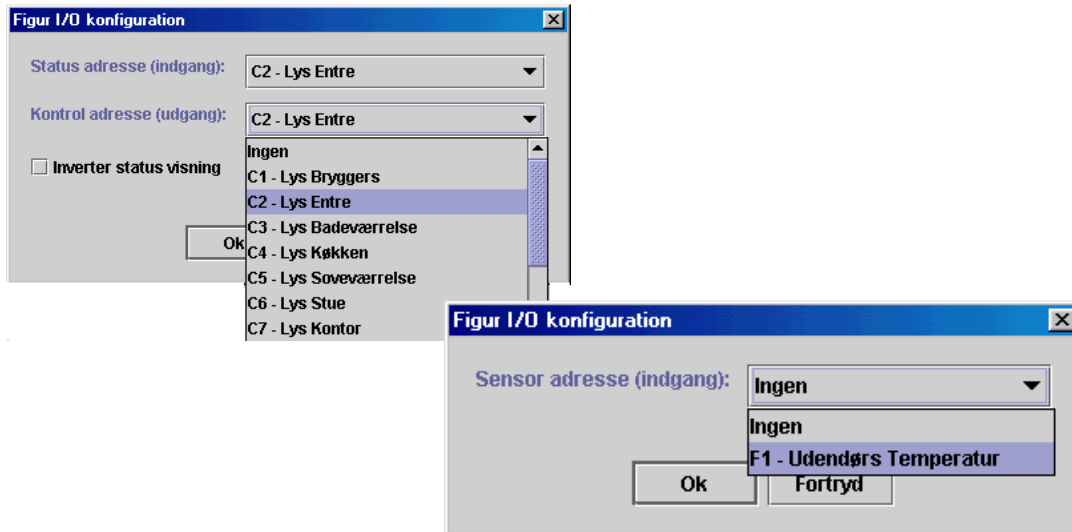 Figur I/O konfiguration
Status adresse (indgang): C2 - Lys Entre
Kontrol adresse (udgang): C2 - Lys Entre
Inverter status visning
Ingen
C1 - Lys Bryggers
C2 - Lys Entre
C3 - Lys Badeværrelse
C4 - Lys Køkken
C5 - Lys Soveværrelse
C6 - Lys Stue
C7 - Lys Kontor
Ok
Figur I/O konfiguration
Sensor adresse (indgang): Ingen
Ingen
F1 - Udendørs Temperatur
Ok Fortryd